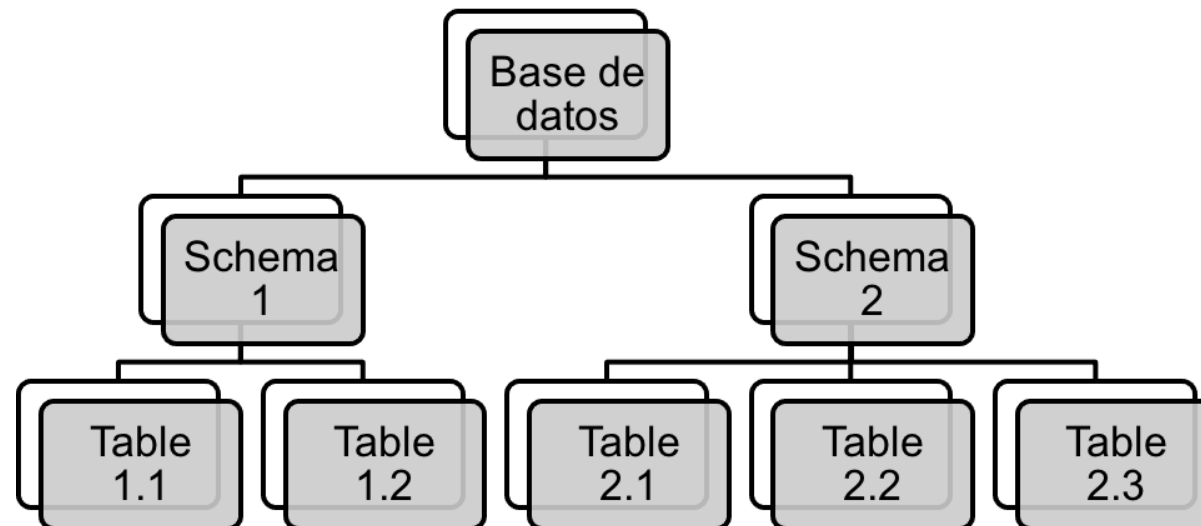 Base de
datos
Schema
1
Schema
2
Table
1.1
Table
1.2
Table
2.1
Table
2.2
Table
2.3